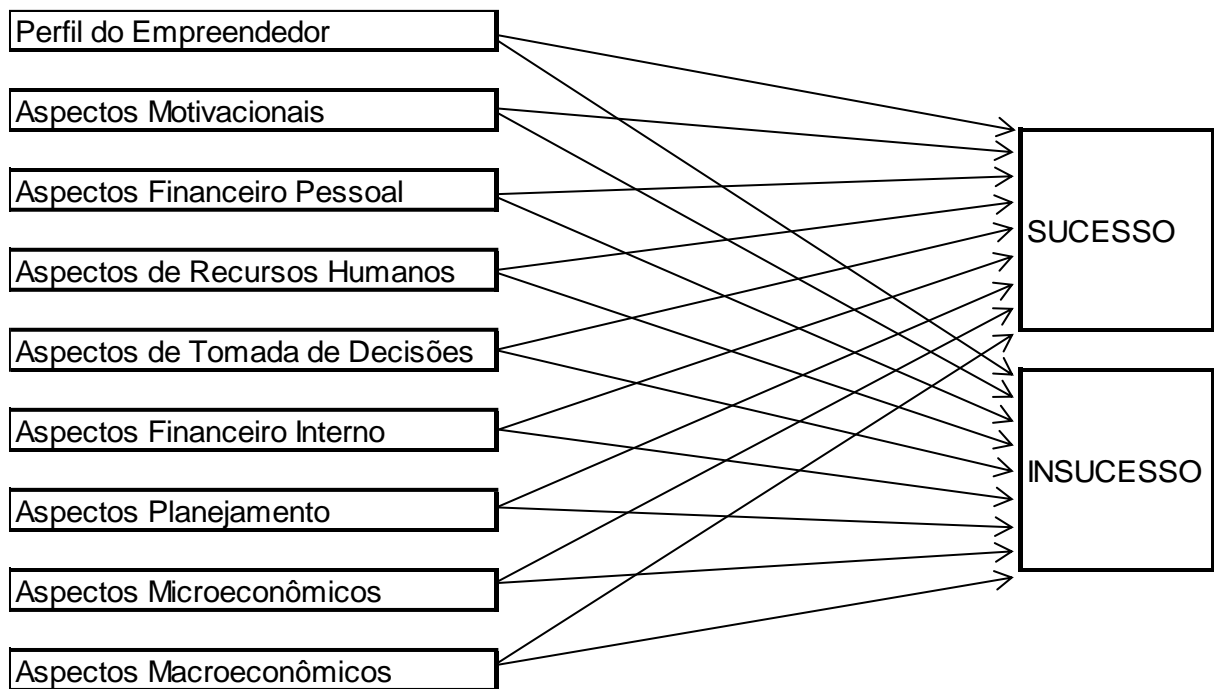 Perfil do Empreendedor
Aspectos Motivacionais
Aspectos Financeiro Pessoal
Aspectos de Recursos Humanos
Aspectos de Tomada de Decisões
Aspectos Financeiro Interno
Aspectos Planejamento
Aspectos Microeconômicos
Aspectos Macroeconômicos
SUCESSO
INSUCESSO